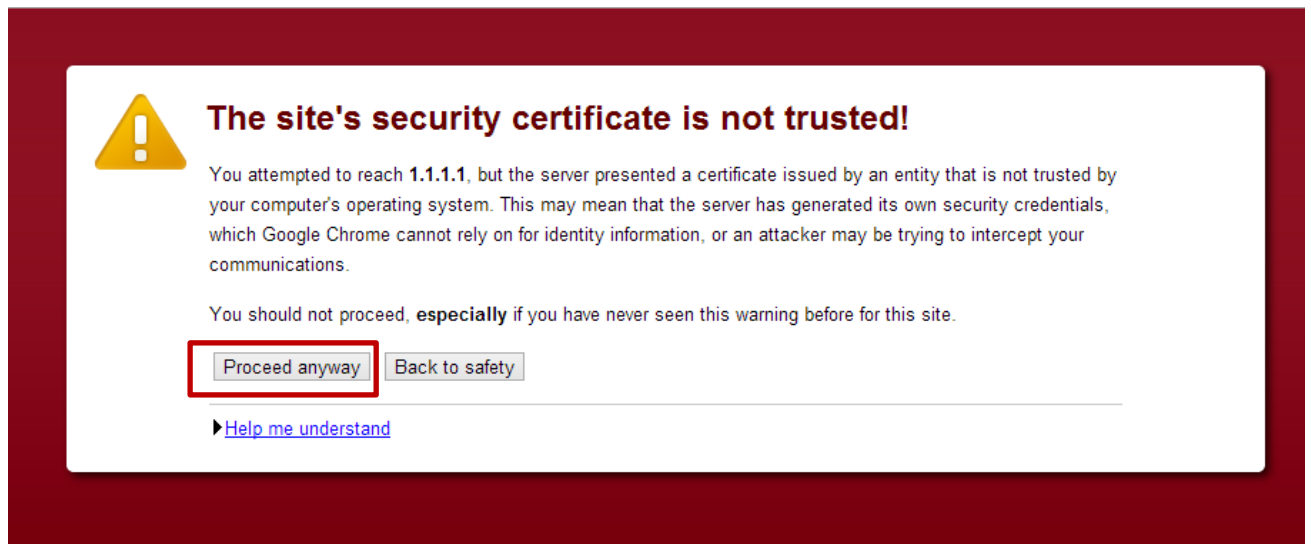 The site's security certificate is not trusted!
You attempted to reach 1.1.1.1, but the server presented a certificate issued by an entity that is not trusted by
your computer's operating system. This may mean that the server has generated its own security credentials,
which Google Chrome cannot rely on for identity information, or an attacker may be trying to intercept your
communications.
You should not proceed, especially if you have never seen this warning before for this site.
Proceed anyway Back to safety
Help me understand